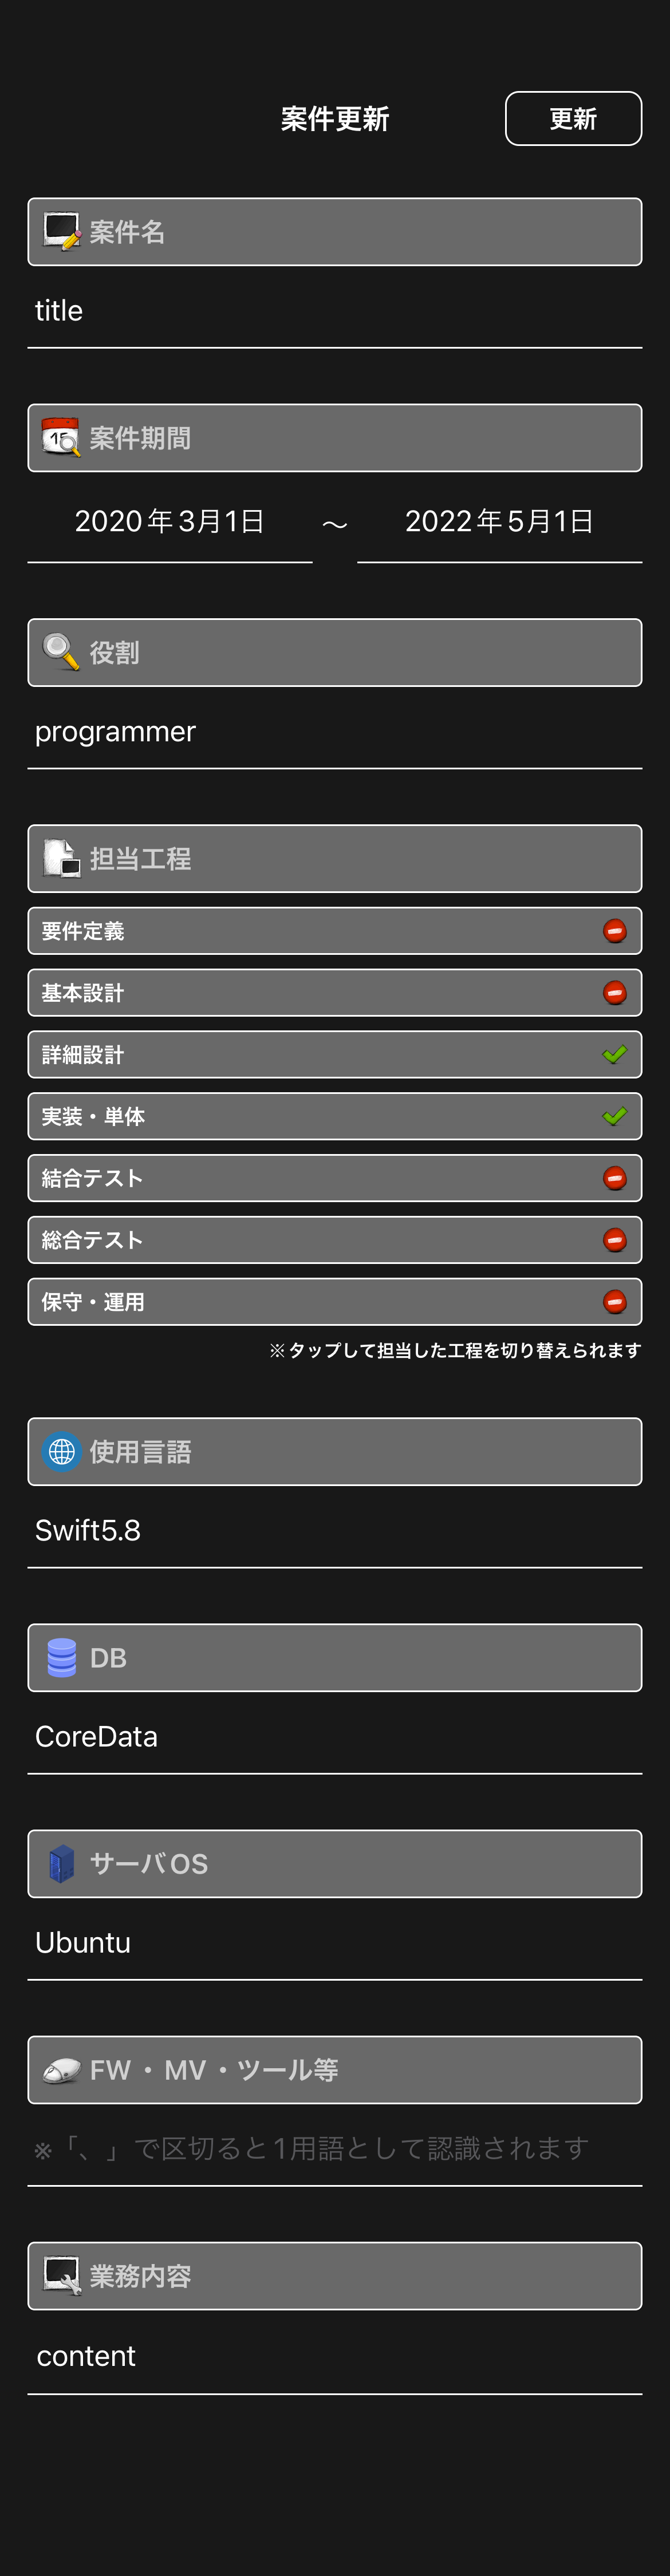 案件更新
更新
案件名
title
案件期間
2020年3月1日 〜 2022年5月1日
役割
programmer
担当工程
要件定義
基本設計
詳細設計
実装・単体
結合テスト
総合テスト
保守・運用
※タップして担当した工程を切り替えられます
使用言語
Swift5.8
DB
CoreData
サーバOS
Ubuntu
FW・MV・ツール等
※「、」で区切ると1用語として認識されます
業務内容
content